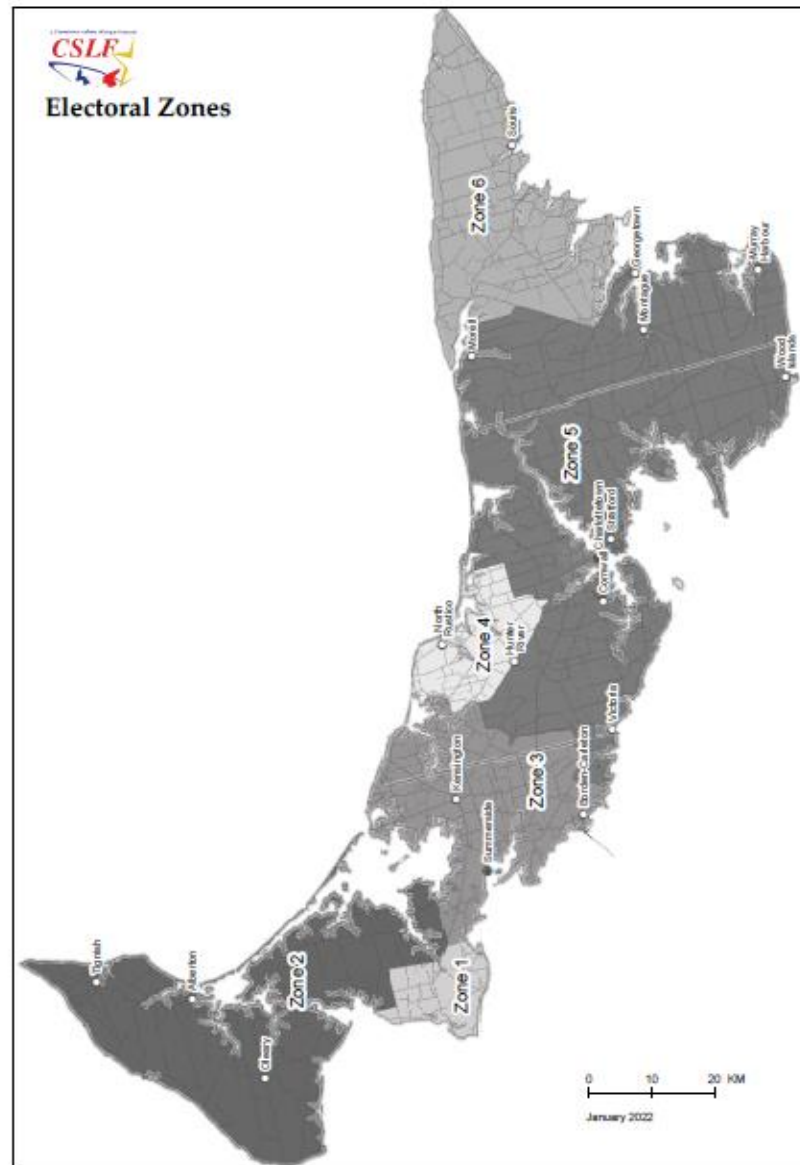 CSLF
Electoral Zones
Souris
Zone 6
Georgetown
Murray
Harbour
Morell
Montague
Wood
Islands
Zone 5
Charlottetown
Stratford
Cornwall
North
Rustico
Zone 4
Hunter
River
Victoria
Kensington
Zone 3
Borden-Carleton
Summerside
Tignish
Alberton
Zone 2
Zone 1
Oleary
0 10 20 KM
January 2022